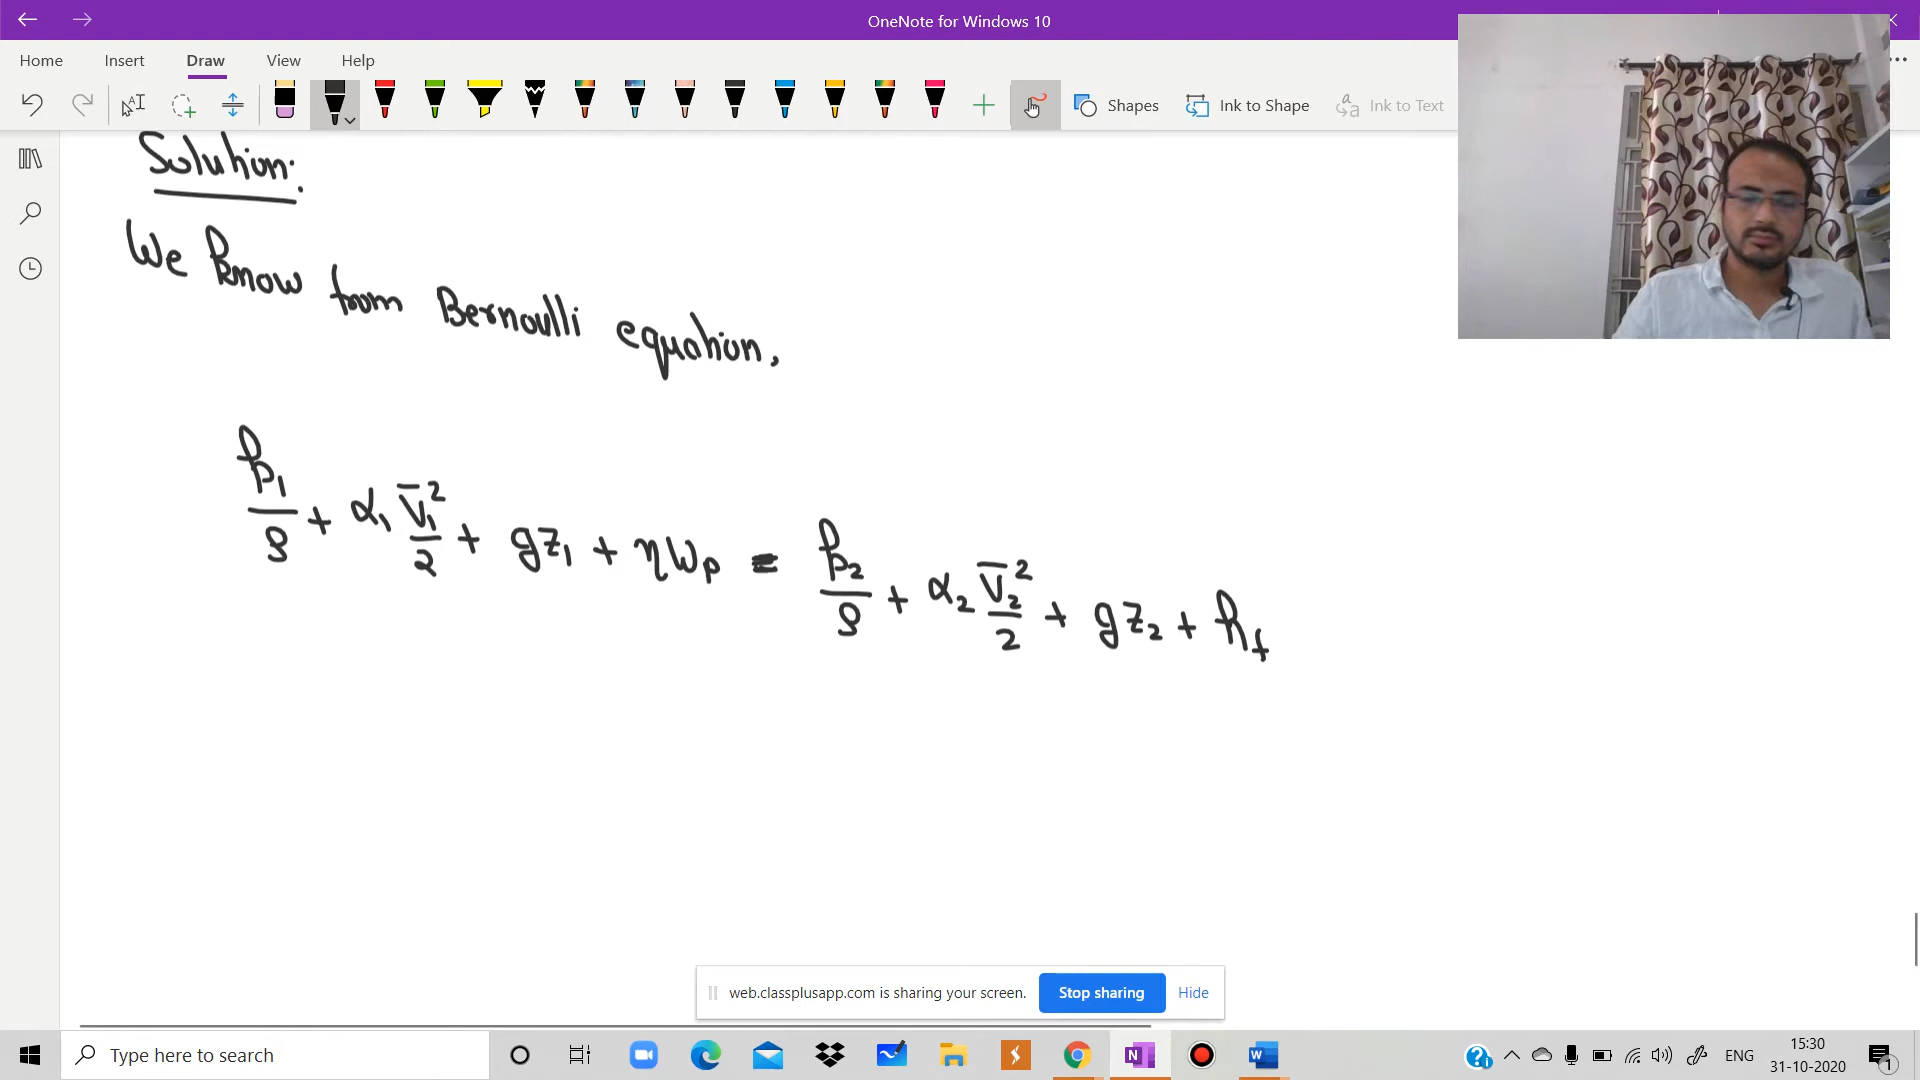 OneNote for Windows 10
Home Insert Draw View Help
Shapes Ink to Shape Ink to Text
Solution:
We know from Bernoulli equation,
p₁/ρ + α₁ V̅₁²/2 + gz₁ + ηWp = p₂/ρ + α₂ V̅₂²/2 + gz₂ + hf
web.classplusapp.com is sharing your screen. Stop sharing Hide
Type here to search
ENG
15:30
31-10-2020
1